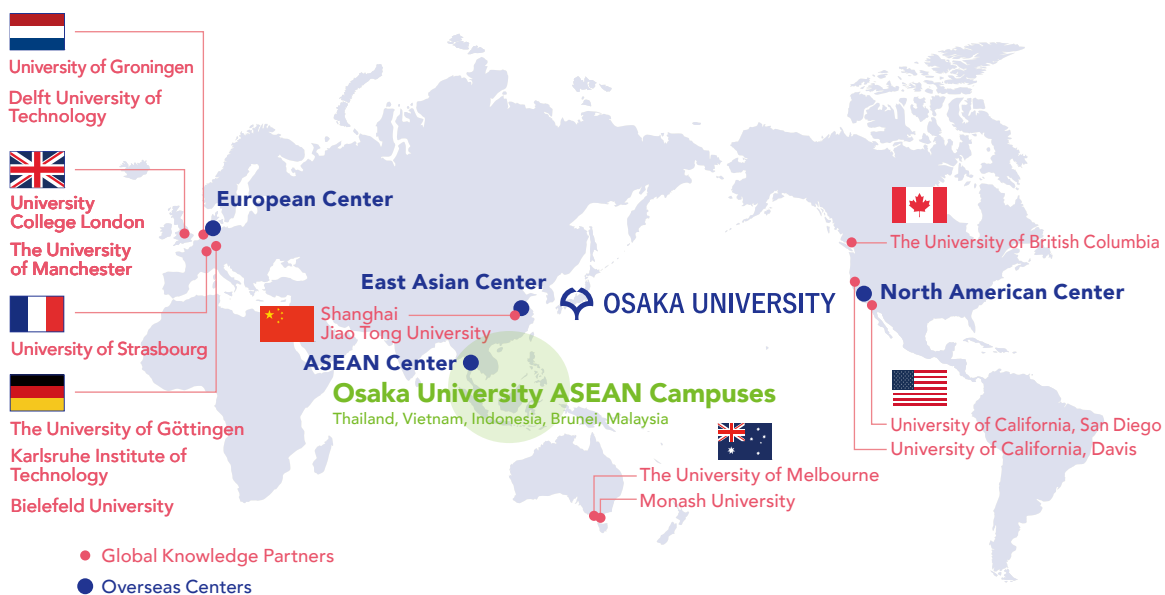 University of Groningen
Delft University of
Technology
University
College London
The University
of Manchester
University of Strasbourg
The University of Göttingen
Karlsruhe Institute of
Technology
Bielefeld University
European Center
East Asian Center
Shanghai
Jiao Tong University
OSAKA UNIVERSITY
ASEAN Center
Osaka University ASEAN Campuses
Thailand, Vietnam, Indonesia, Brunei, Malaysia
The University of Melbourne
Monash University
The University of British Columbia
North American Center
University of California, San Diego
University of California, Davis
Global Knowledge Partners
Overseas Centers